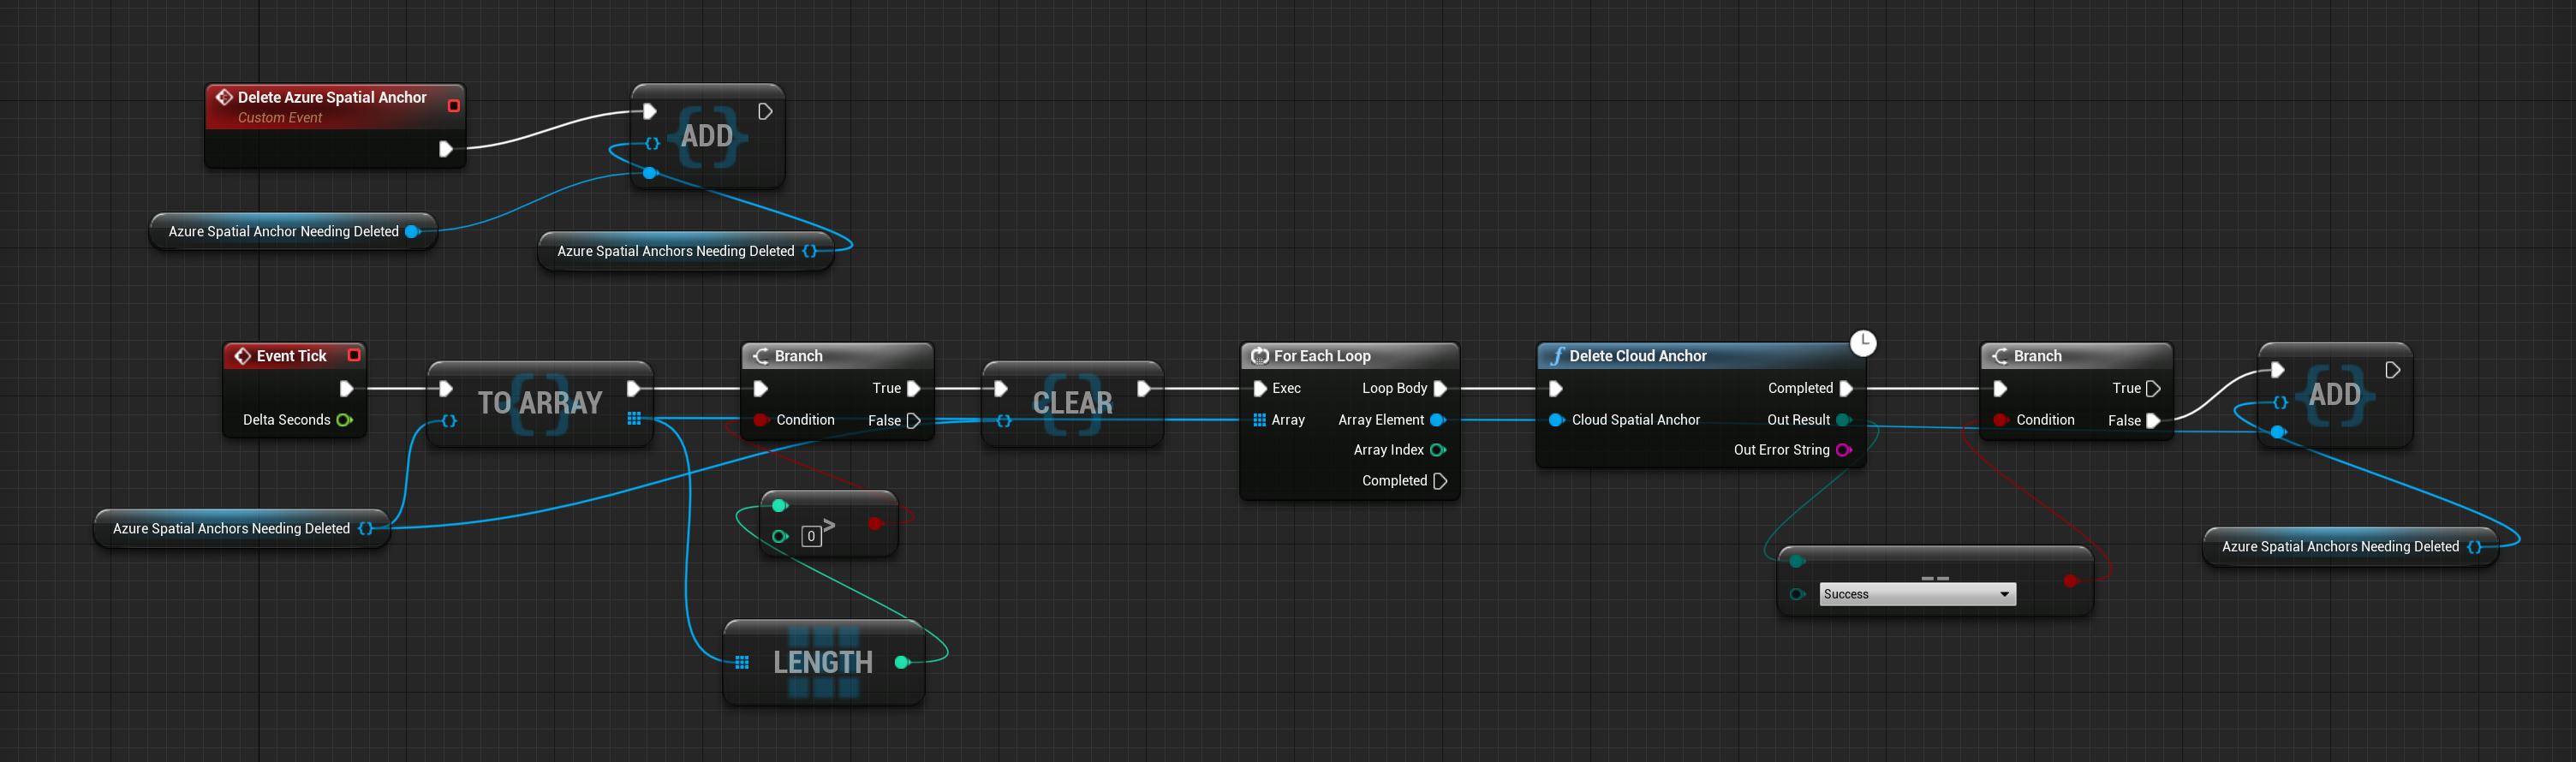 Delete Azure Spatial Anchor
Custom Event
ADD
Azure Spatial Anchor Needing Deleted
Azure Spatial Anchors Needing Deleted
Event Tick
Delta Seconds
TO ARRAY
Branch
True
Condition
False
CLEAR
For Each Loop
Exec
Loop Body
Array
Array Element
Array Index
Completed
Delete Cloud Anchor
Completed
Cloud Spatial Anchor
Out Result
Out Error String
Branch
True
Condition
False
ADD
Azure Spatial Anchors Needing Deleted
0 >
LENGTH
==
Success
Azure Spatial Anchors Needing Deleted